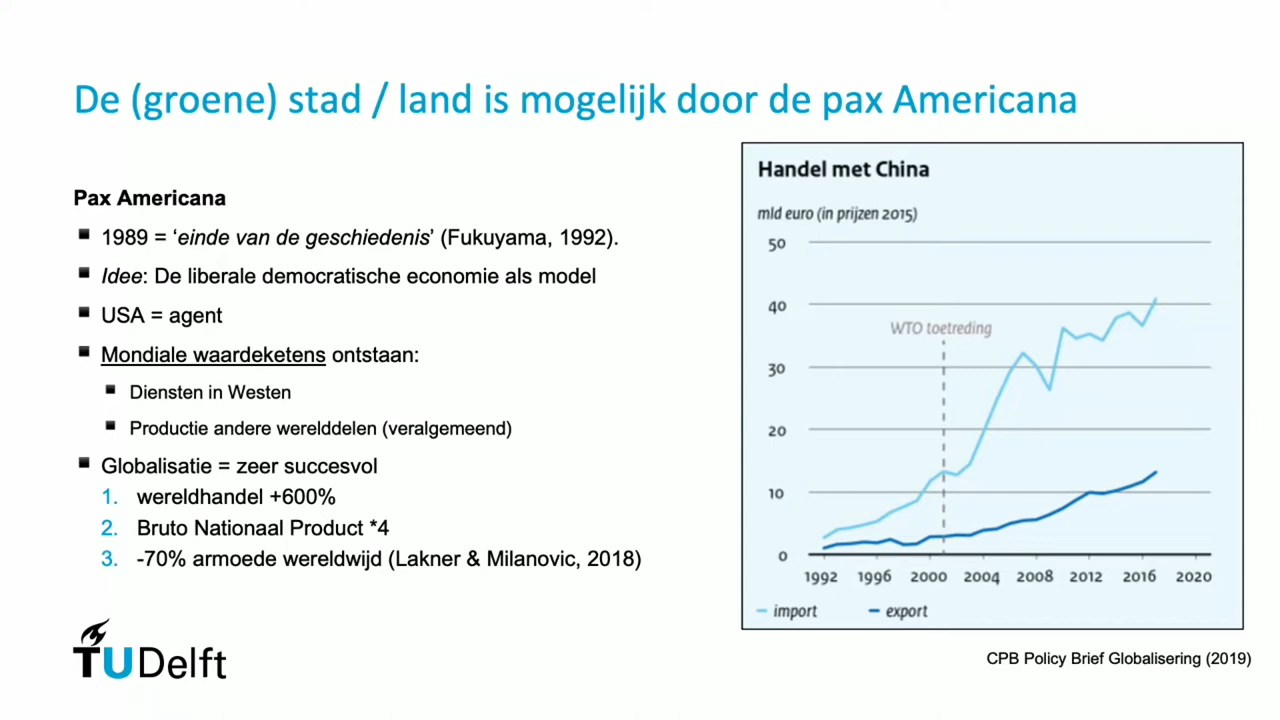 De (groene) stad / land is mogelijk door de pax Americana
Pax Americana
1989 = ‘einde van de geschiedenis’ (Fukuyama, 1992).
Idee: De liberale democratische economie als model
USA = agent
Mondiale waardeketens ontstaan:
Diensten in Westen
Productie andere werelddelen (veralgemeend)
Globalisatie = zeer succesvol
1. wereldhandel +600%
2. Bruto Nationaal Product *4
3. -70% armoede wereldwijd (Lakner & Milanovic, 2018)
TU Delft
Handel met China
mld euro (in prijzen 2015)
50
40
WTO toetreding
30
20
10
0
1992 1996 2000 2004 2008 2012 2016 2020
import export
CPB Policy Brief Globalisering (2019)